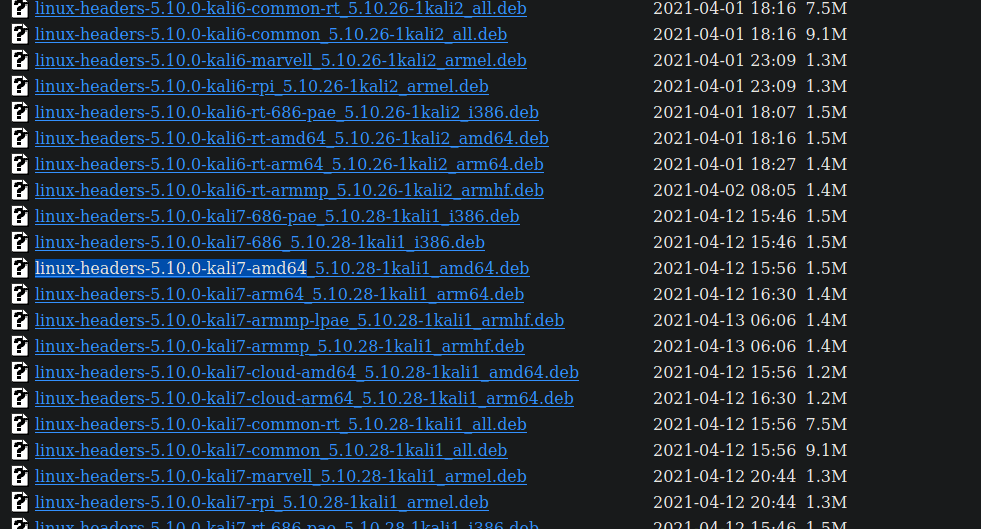 linux-headers-5.10.0-kali6-common-rt_5.10.26-1kali2_all.deb 2021-04-01 18:16 7.5M
linux-headers-5.10.0-kali6-common_5.10.26-1kali2_all.deb 2021-04-01 18:16 9.1M
linux-headers-5.10.0-kali6-marvell_5.10.26-1kali2_armel.deb 2021-04-01 23:09 1.3M
linux-headers-5.10.0-kali6-rpi_5.10.26-1kali2_armel.deb 2021-04-01 23:09 1.3M
linux-headers-5.10.0-kali6-rt-686-pae_5.10.26-1kali2_i386.deb 2021-04-01 18:07 1.5M
linux-headers-5.10.0-kali6-rt-amd64_5.10.26-1kali2_amd64.deb 2021-04-01 18:16 1.5M
linux-headers-5.10.0-kali6-rt-arm64_5.10.26-1kali2_arm64.deb 2021-04-01 18:27 1.4M
linux-headers-5.10.0-kali6-rt-armmp_5.10.26-1kali2_armhf.deb 2021-04-02 08:05 1.4M
linux-headers-5.10.0-kali7-686-pae_5.10.28-1kali1_i386.deb 2021-04-12 15:46 1.5M
linux-headers-5.10.0-kali7-686_5.10.28-1kali1_i386.deb 2021-04-12 15:46 1.5M
linux-headers-5.10.0-kali7-amd64_5.10.28-1kali1_amd64.deb 2021-04-12 15:56 1.5M
linux-headers-5.10.0-kali7-arm64_5.10.28-1kali1_arm64.deb 2021-04-12 16:30 1.4M
linux-headers-5.10.0-kali7-armmp-lpae_5.10.28-1kali1_armhf.deb 2021-04-13 06:06 1.4M
linux-headers-5.10.0-kali7-armmp_5.10.28-1kali1_armhf.deb 2021-04-13 06:06 1.4M
linux-headers-5.10.0-kali7-cloud-amd64_5.10.28-1kali1_amd64.deb 2021-04-12 15:56 1.2M
linux-headers-5.10.0-kali7-cloud-arm64_5.10.28-1kali1_arm64.deb 2021-04-12 16:30 1.2M
linux-headers-5.10.0-kali7-common-rt_5.10.28-1kali1_all.deb 2021-04-12 15:56 7.5M
linux-headers-5.10.0-kali7-common_5.10.28-1kali1_all.deb 2021-04-12 15:56 9.1M
linux-headers-5.10.0-kali7-marvell_5.10.28-1kali1_armel.deb 2021-04-12 20:44 1.3M
linux-headers-5.10.0-kali7-rpi_5.10.28-1kali1_armel.deb 2021-04-12 20:44 1.3M
linux-headers-5.10.0-kali7-rt-686-pae_5.10.28-1kali1_i386.deb 2021-04-12 15:46 1.5M